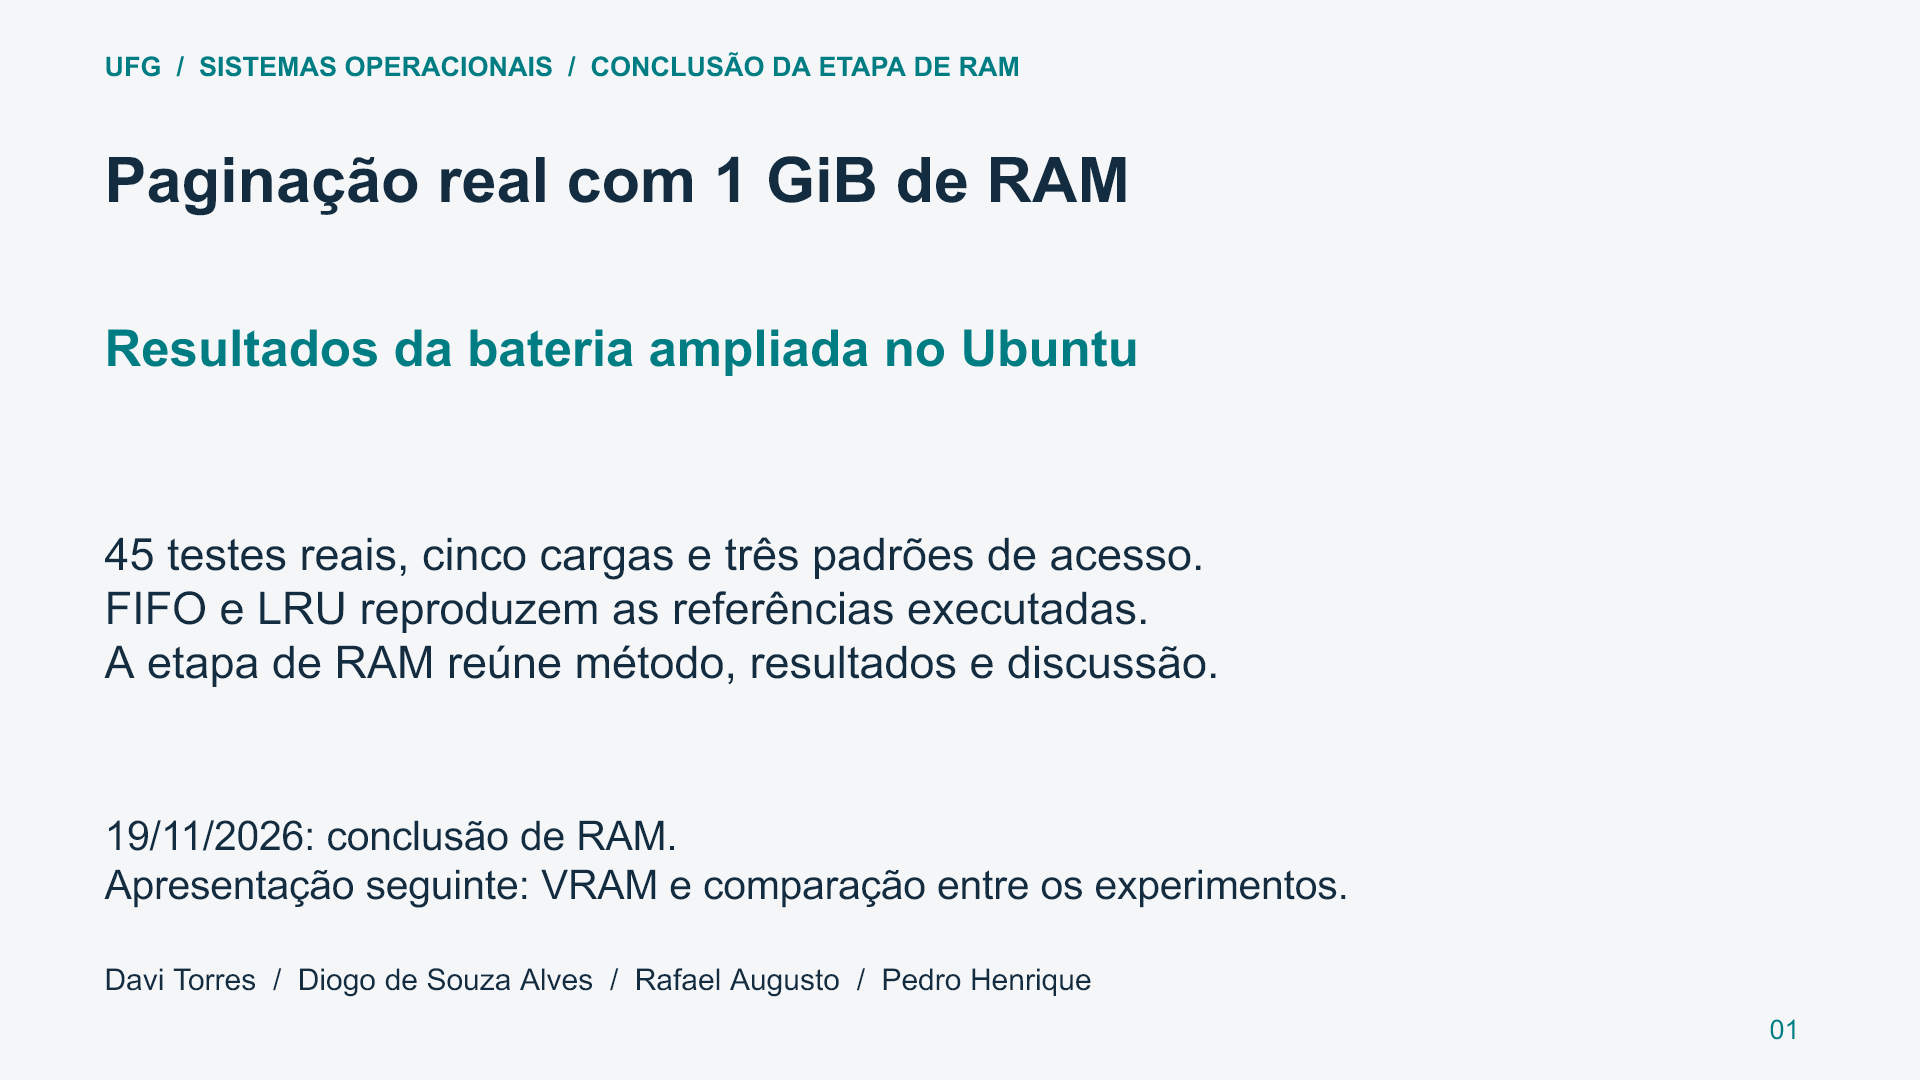 UFG / SISTEMAS OPERACIONAIS / CONCLUSÃO DA ETAPA DE RAM
Paginação real com 1 GiB de RAM
Resultados da bateria ampliada no Ubuntu
45 testes reais, cinco cargas e três padrões de acesso.
FIFO e LRU reproduzem as referências executadas.
A etapa de RAM reúne método, resultados e discussão.
19/11/2026: conclusão de RAM.
Apresentação seguinte: VRAM e comparação entre os experimentos.
Davi Torres / Diogo de Souza Alves / Rafael Augusto / Pedro Henrique
01